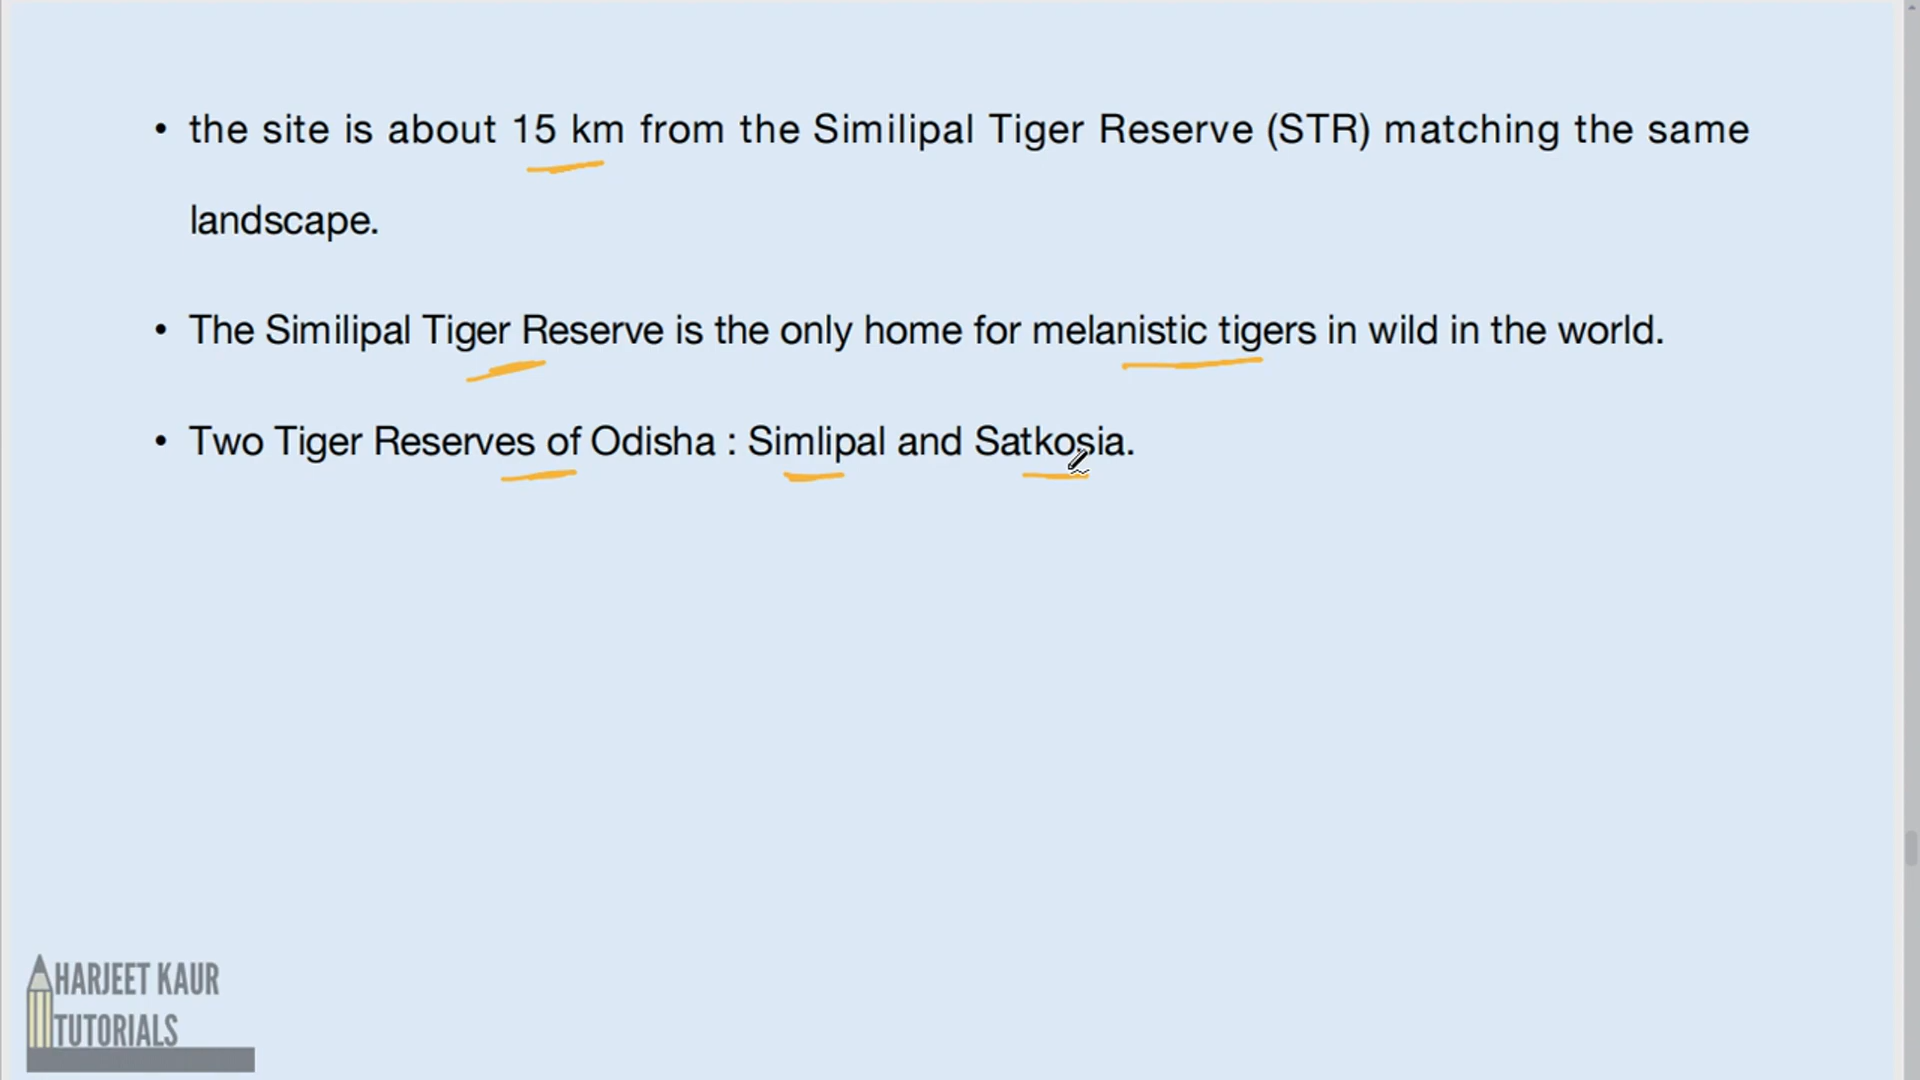 • the site is about 15 km from the Similipal Tiger Reserve (STR) matching the same
landscape.
• The Similipal Tiger Reserve is the only home for melanistic tigers in wild in the world.
• Two Tiger Reserves of Odisha : Simlipal and Satkosia.
HARJEET KAUR
TUTORIALS